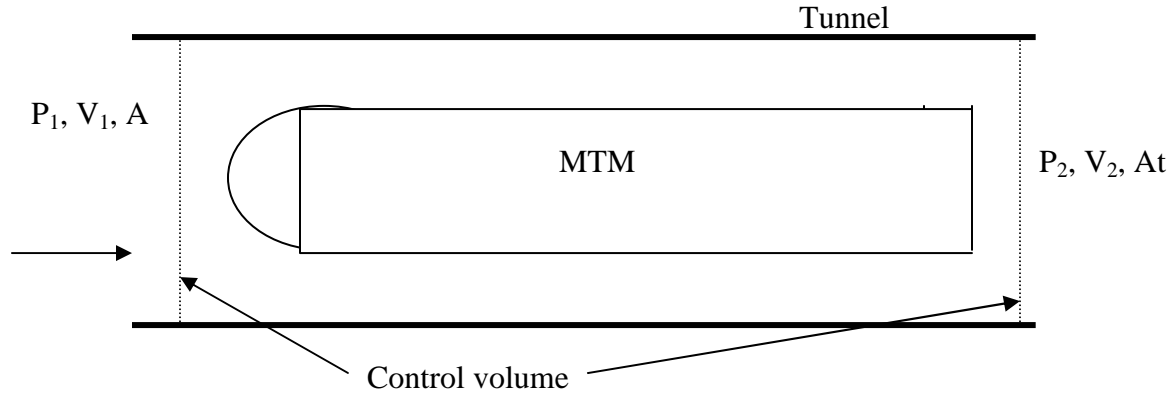 Tunnel
P₁, V₁, A
MTM
P₂, V₂, At
Control volume